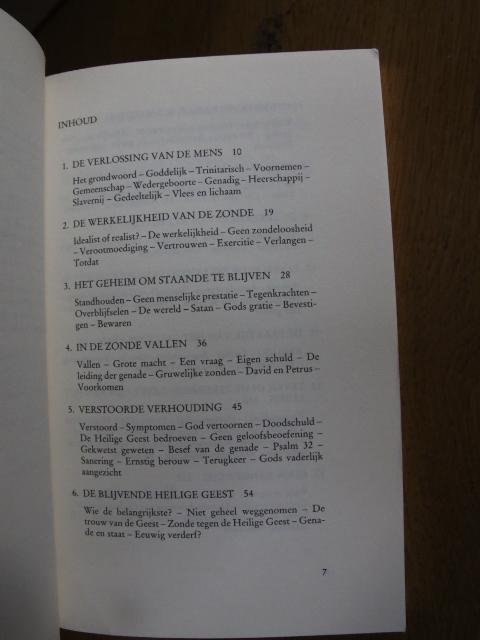 INHOUD
1. DE VERLOSSING VAN DE MENS 10
Het grondwoord – Goddelijk – Trinitarisch – Voornemen –
Gemeenschap – Wedergeboorte – Genadig – Heerschappij –
Slavernij – Gedeeltelijk – Vlees en lichaam
2. DE WERKELIJKHEID VAN DE ZONDE 19
Idealist of realist? – De werkelijkheid – Geen zondeloosheid
– Verootmoediging – Vertrouwen – Exercitie – Verlangen –
Totdat
3. HET GEHEIM OM STAANDE TE BLIJVEN 28
Standhouden – Geen menselijke prestatie – Tegenkrachten –
Overblijfselen – De wereld – Satan – Gods gratie – Bevesti-
gen – Bewaren
4. IN DE ZONDE VALLEN 36
Vallen – Grote macht – Een vraag – Eigen schuld – De
leiding der genade – Gruwelijke zonden – David en Petrus –
Voorkomen
5. VERSTOORDE VERHOUDING 45
Verstoord – Symptomen – God vertoornen – Doodschuld –
De Heilige Geest bedroeven – Geen geloofsbeoefening –
Gekwetst geweten – Besef van de genade – Psalm 32 –
Sanering – Ernstig berouw – Terugkeer – Gods vaderlijk
aangezicht
6. DE BLIJVENDE HEILIGE GEEST 54
Wie de belangrijkste? – Niet geheel weggenomen – De
trouw van de Geest – Zonde tegen de Heilige Geest – Gena-
de en staat – Eeuwig verderf?
7